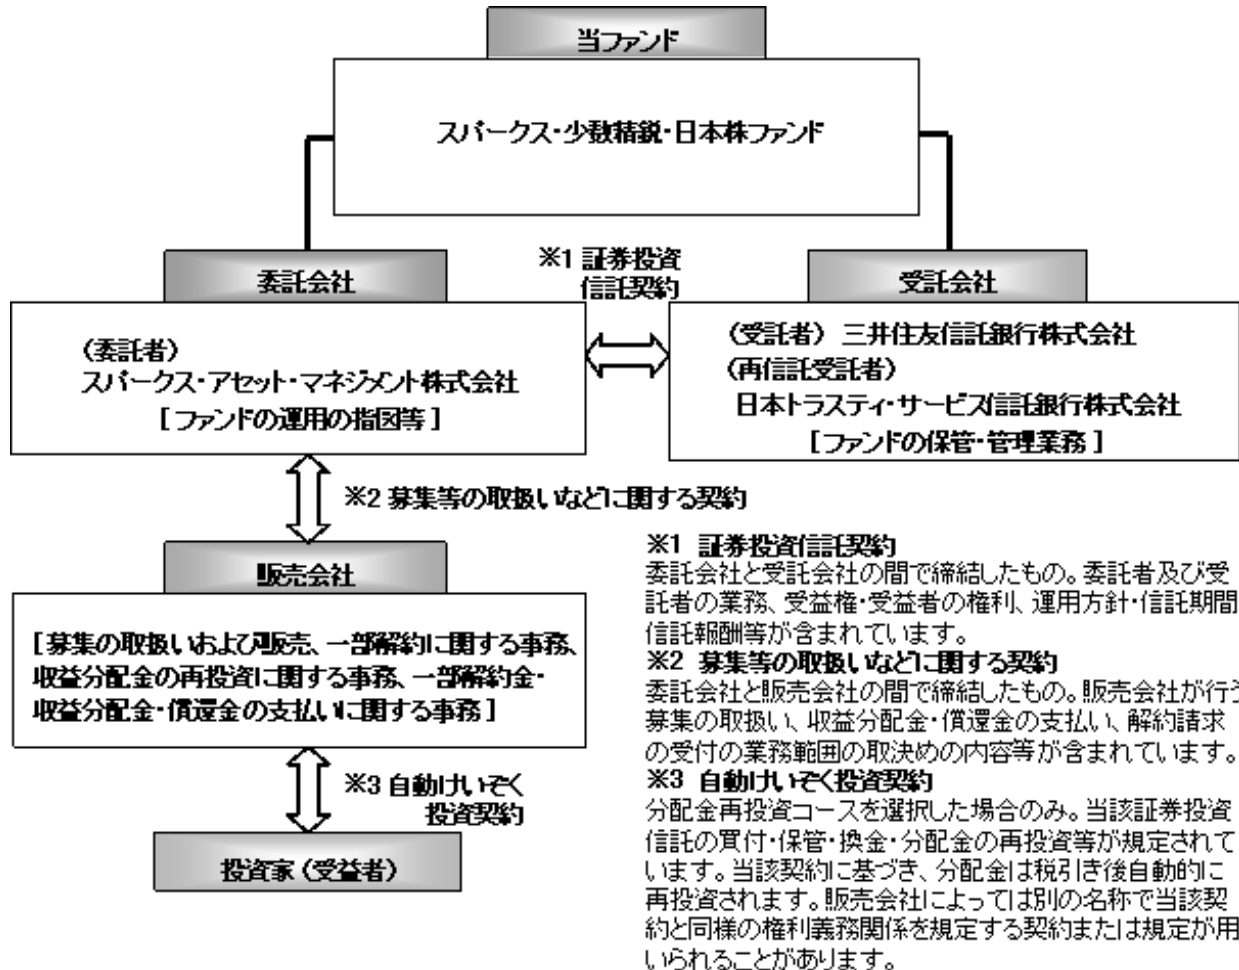 当ファンド
スパークス・少数精鋭・日本株ファンド
委託会社
※1 証券投資
信託契約
受託会社
（委託者）
スパークス・アセット・マネジメント株式会社
［ファンドの運用の指図等］
（受託者） 三井住友信託銀行株式会社
（再信託受託者）
日本トラスティ・サービス信託銀行株式会社
［ファンドの保管・管理業務］
※2 募集等の取扱いなどに関する契約
販売会社
［募集の取扱いおよび販売、一部解約に関する事務、
収益分配金の再投資に関する事務、一部解約金・
収益分配金・償還金の支払いに関する事務］
※3 自動けいぞく
投資契約
投資家（受益者）
※1 証券投資信託契約
委託会社と受託会社の間で締結したもの。委託者及び受
託者の業務、受益権・受益者の権利、運用方針・信託期間
信託報酬等が含まれています。
※2 募集等の取扱いなどに関する契約
委託会社と販売会社の間で締結したもの。販売会社が行う
募集の取扱い、収益分配金・償還金の支払い、解約請求
の受付の業務範囲の取決めの内容等が含まれています。
※3 自動けいぞく投資契約
分配金再投資コースを選択した場合のみ。当該証券投資
信託の買付・保管・換金・分配金の再投資等が規定されて
います。当該契約に基づき、分配金は税引き後自動的に
再投資されます。販売会社によっては別の名称で当該契
約と同様の権利義務関係を規定する契約または規定が用
いられることがあります。